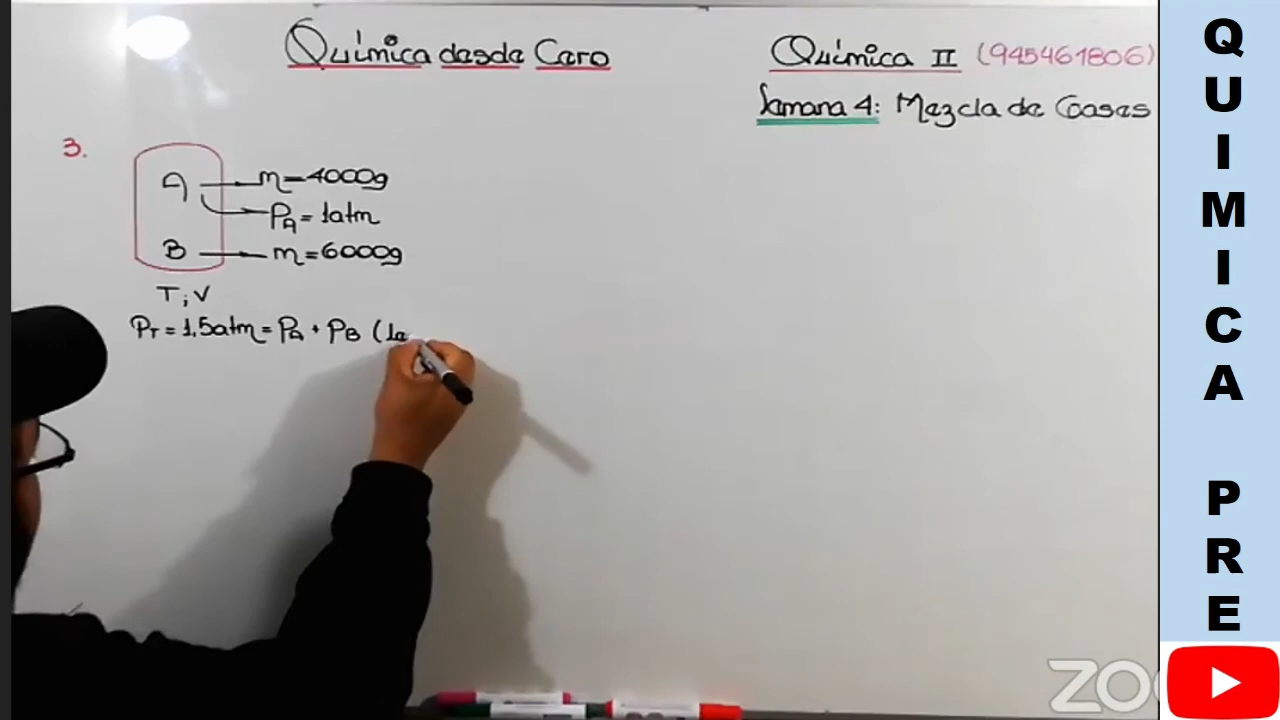 Química desde Cero
Química II (945461806)
Semana 4: Mezcla de Gases
3.
A → m=4000g
PA = 1atm
B → m=6000g
T ; V
PT = 1,5atm = PA + PB (1a
QUIMICA PRE